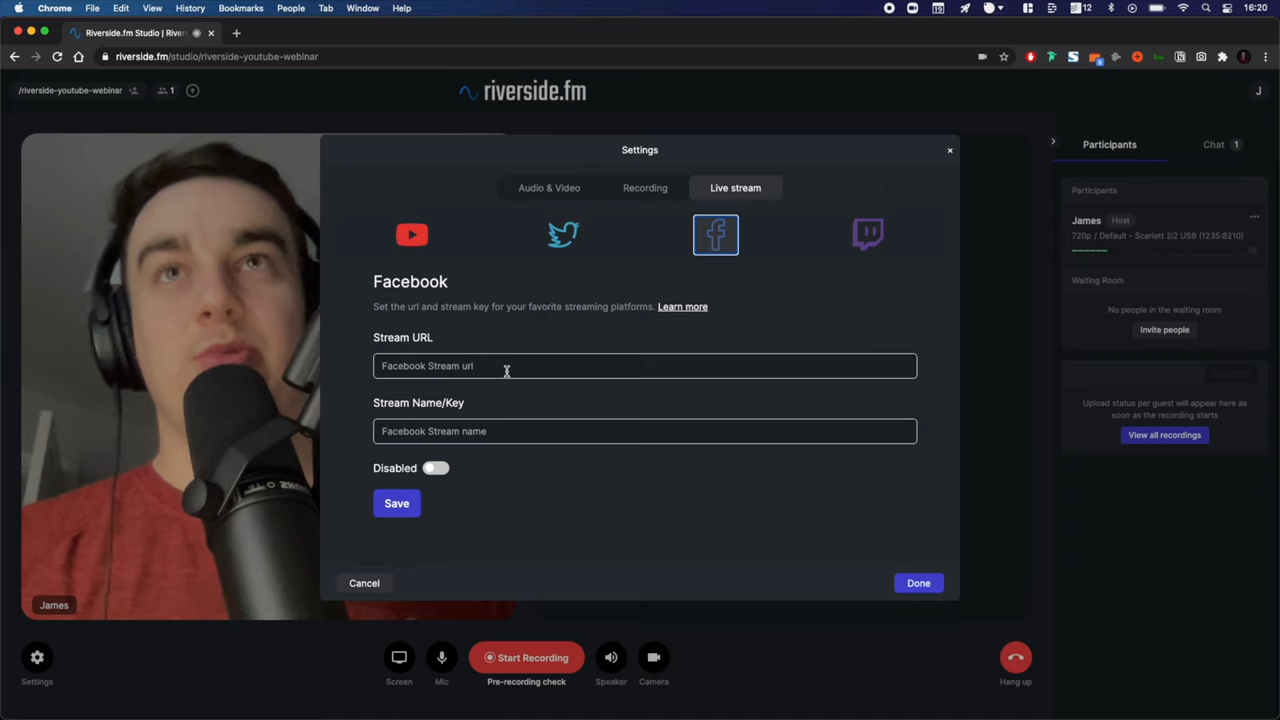 Chrome File Edit View History Bookmarks People Tab Window Help 12 16:20
Riverside.fm Studo | River
riverside.fm/studio/riverside-youtube-webinar
/riverside-youtube-webinar 1
riverside.fm
J
Settings
Participants Chat 1
Audio & Video Recording Live stream
Participants
James Host
720p / Default - Scarlett 2i2 USB (1235:8210)
Waiting Room
No people in the waiting room
Invite people
Facebook
Set the url and stream key for your favorite streaming platforms. Learn more
Stream URL
Facebook Stream url
Stream Name/Key
Facebook Stream name
Disabled
Save
Upload status per guest will appear here as
soon as the recording starts
View all recordings
Cancel Done
James
Start Recording
Settings Screen Mic Pre-recording check Speaker Camera Hang up